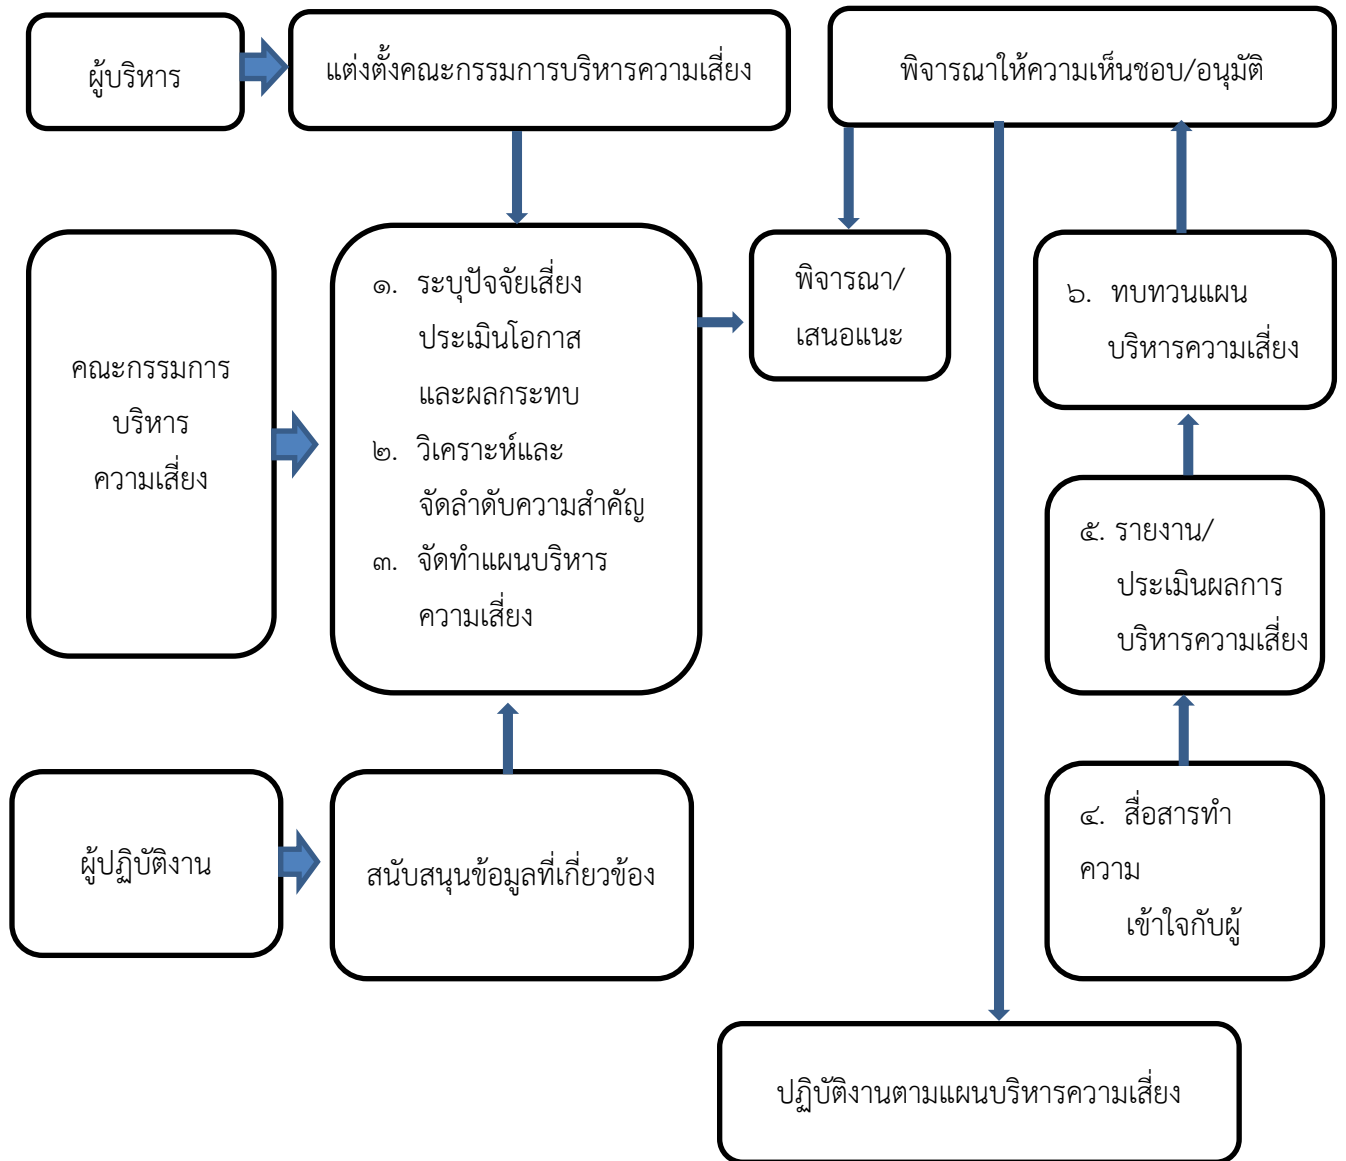 ผู้บริหาร
แต่งตั้งคณะกรรมการบริหารความเสี่ยง
พิจารณาให้ความเห็นชอบ/อนุมัติ
คณะกรรมการ
บริหาร
ความเสี่ยง
๑. ระบุปัจจัยเสี่ยง
ประเมินโอกาส
และผลกระทบ
๒. วิเคราะห์และ
จัดลำดับความสำคัญ
๓. จัดทำแผนบริหาร
ความเสี่ยง
พิจารณา/
เสนอแนะ
๖. ทบทวนแผน
บริหารความเสี่ยง
๕. รายงาน/
ประเมินผลการ
บริหารความเสี่ยง
๔. สื่อสารทำ
ความ
เข้าใจกับผู้
ผู้ปฏิบัติงาน
สนับสนุนข้อมูลที่เกี่ยวข้อง
ปฏิบัติงานตามแผนบริหารความเสี่ยง